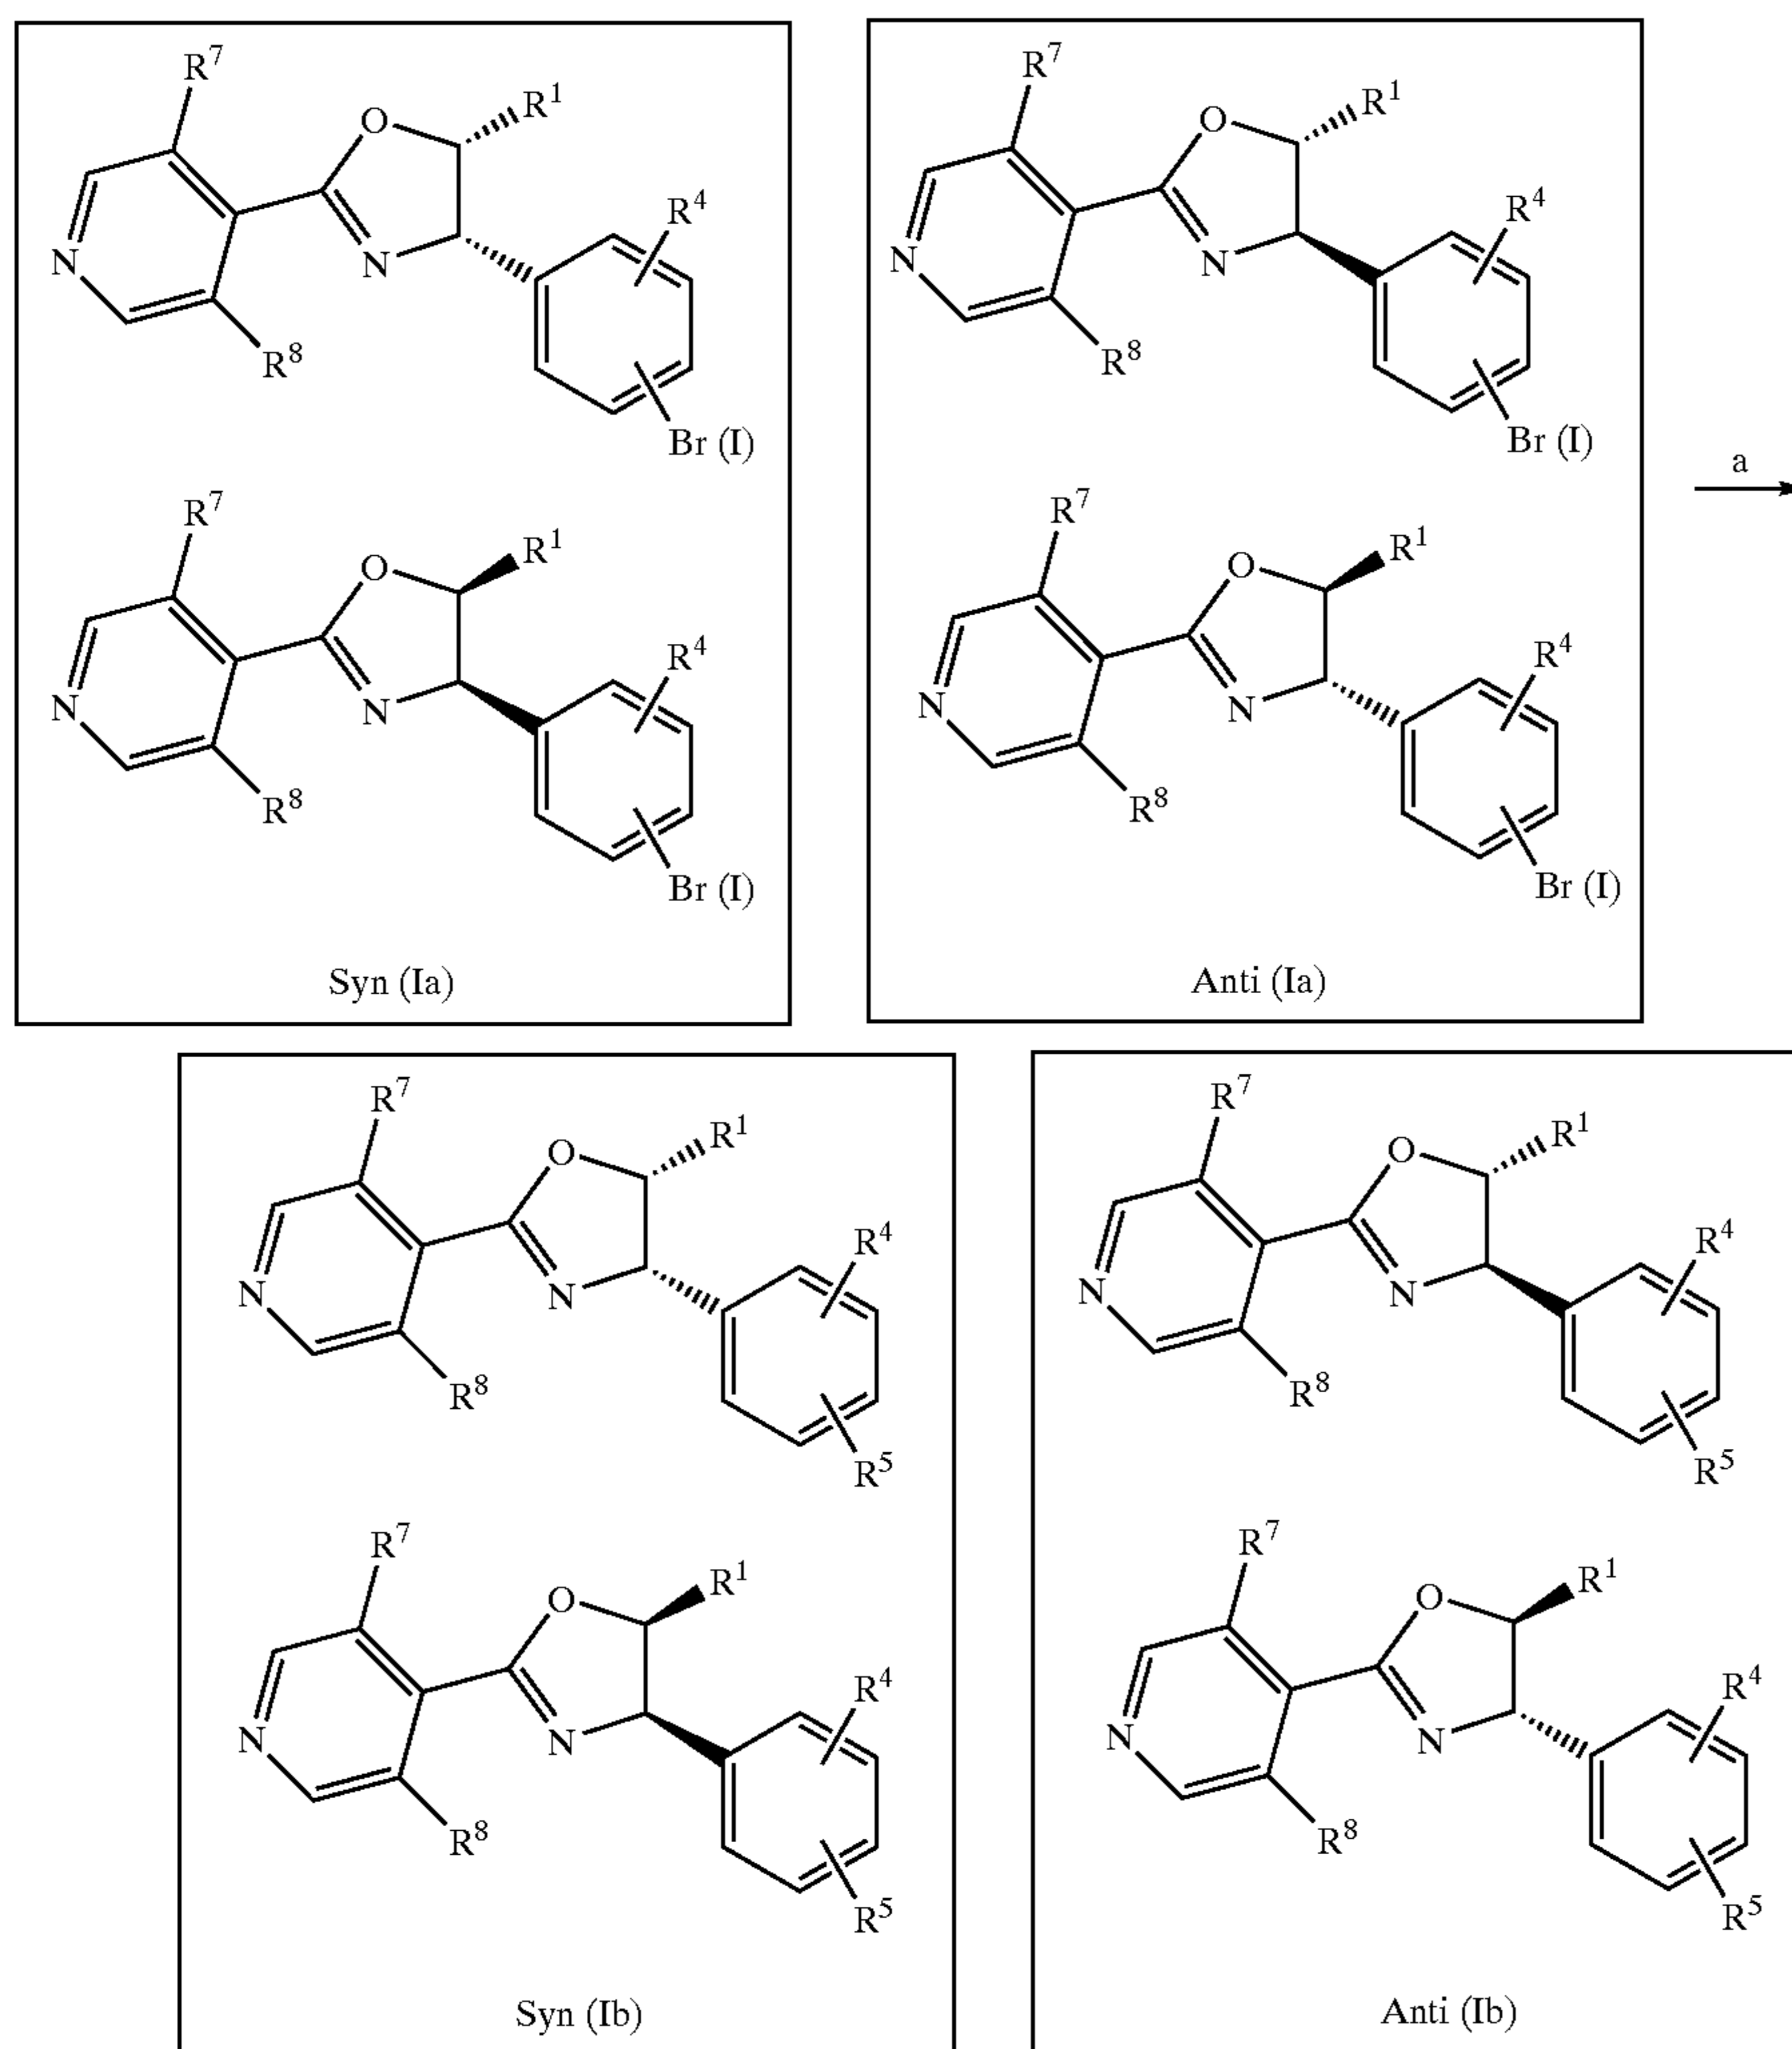 R⁷
O
R¹
N
N
R⁴
R⁸
Br (I)
R⁷
O
R¹
N
N
R⁴
R⁸
Br (I)
Syn (Ia)
R⁷
O
R¹
N
N
R⁴
R⁸
Br (I)
R⁷
O
R¹
N
N
R⁴
R⁸
Br (I)
Anti (Ia)
a
R⁷
O
R¹
N
N
R⁴
R⁸
R⁵
R⁷
O
R¹
N
N
R⁴
R⁸
R⁵
Syn (Ib)
R⁷
O
R¹
N
N
R⁴
R⁸
R⁵
R⁷
O
R¹
N
N
R⁴
R⁸
R⁵
Anti (Ib)